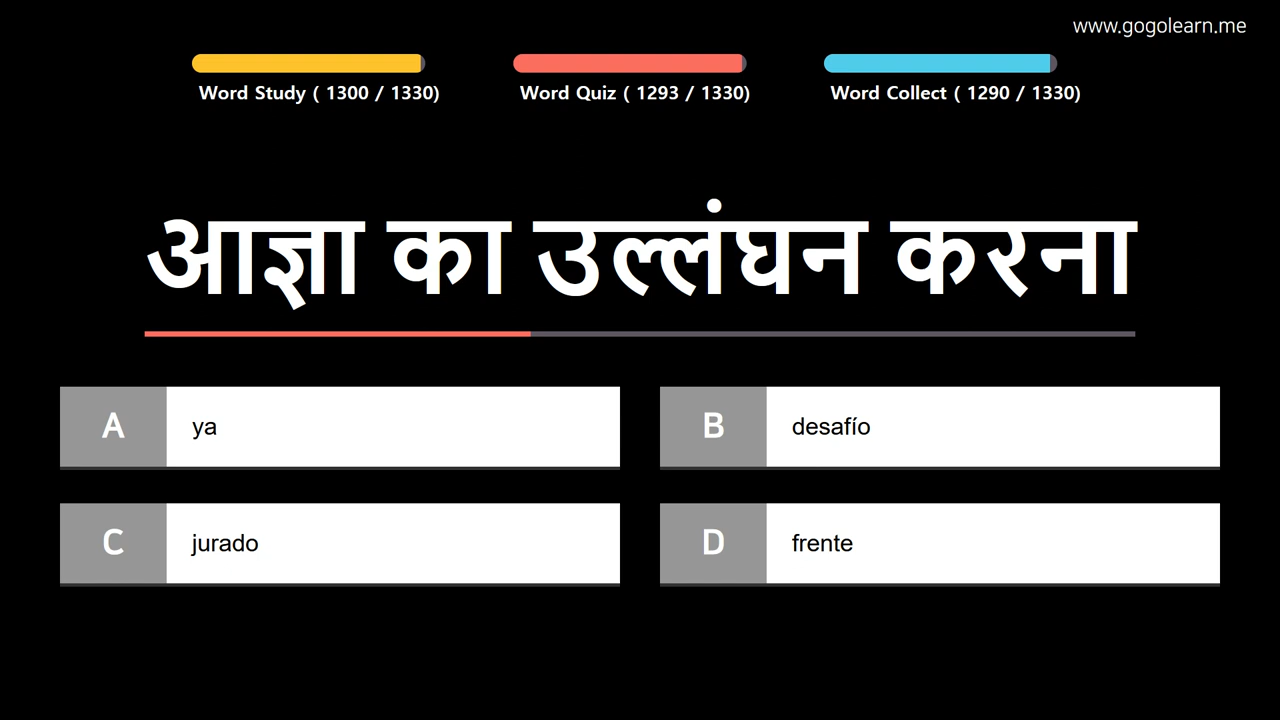 www.gogolearn.me
Word Study ( 1300 / 1330)
Word Quiz ( 1293 / 1330)
Word Collect ( 1290 / 1330)
आज्ञा का उल्लंघन करना
A ya
B desafío
C jurado
D frente